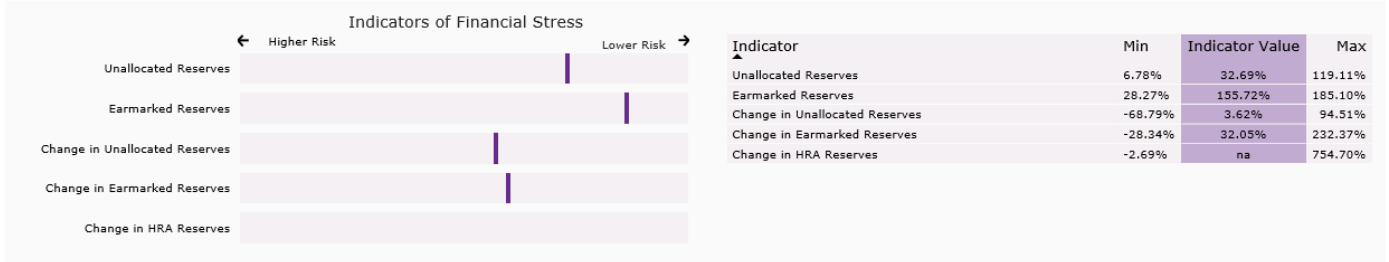 Indicators of Financial Stress
← Higher Risk Lower Risk →
Unallocated Reserves
Earmarked Reserves
Change in Unallocated Reserves
Change in Earmarked Reserves
Change in HRA Reserves
Indicator Min Indicator Value Max
Unallocated Reserves 6.78% 32.69% 119.11%
Earmarked Reserves 28.27% 155.72% 185.10%
Change in Unallocated Reserves -68.79% 3.62% 94.51%
Change in Earmarked Reserves -28.34% 32.05% 232.37%
Change in HRA Reserves -2.69% na 754.70%